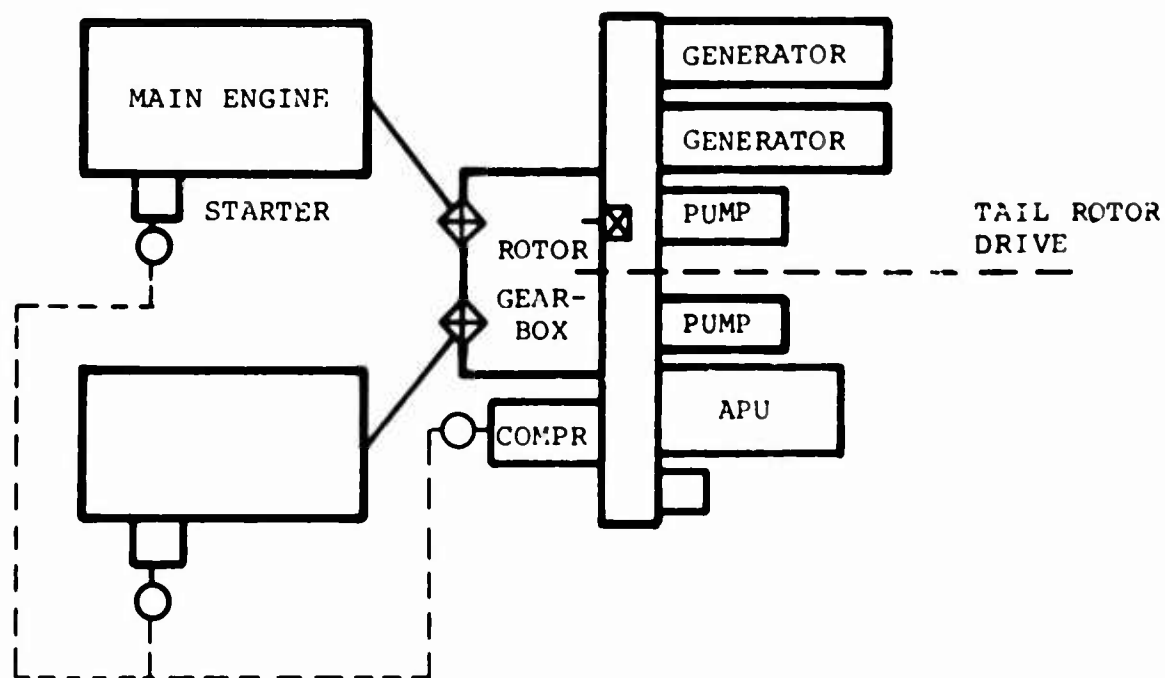 MAIN ENGINE
STARTER
GENERATOR
GENERATOR
PUMP
TAIL ROTOR
DRIVE
ROTOR
GEAR-
BOX
PUMP
COMPR
APU